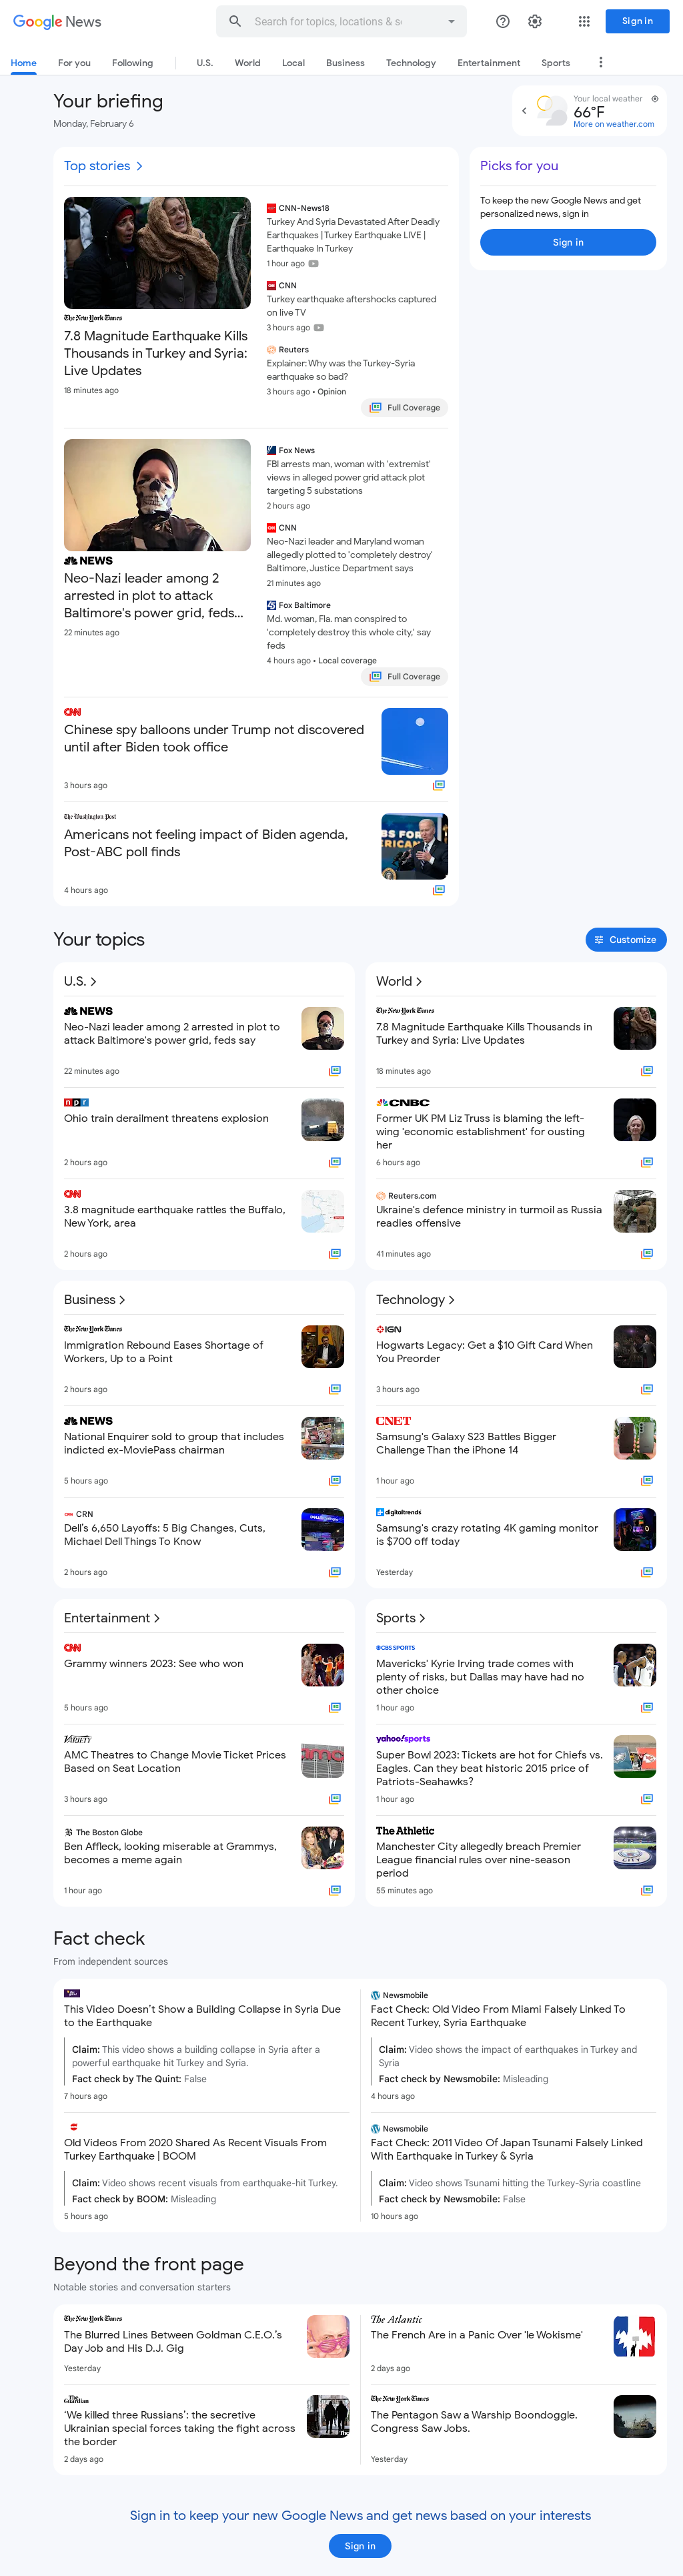 Google News
Search for topics, locations & s
Sign in
Home
For you
Following
U.S.
World
Local
Business
Technology
Entertainment
Sports
Your briefing
Monday, February 6
Your local weather
66°F
More on weather.com
Top stories
The New York Times
7.8 Magnitude Earthquake Kills
Thousands in Turkey and Syria:
Live Updates
18 minutes ago
CNN-News18
Turkey And Syria Devastated After Deadly
Earthquakes | Turkey Earthquake LIVE |
Earthquake In Turkey
1 hour ago
CNN
Turkey earthquake aftershocks captured
on live TV
3 hours ago
Reuters
Explainer: Why was the Turkey-Syria
earthquake so bad?
3 hours ago • Opinion
Full Coverage
Picks for you
To keep the new Google News and get
personalized news, sign in
Sign in
NEWS
Neo-Nazi leader among 2
arrested in plot to attack
Baltimore's power grid, feds...
22 minutes ago
Fox News
FBI arrests man, woman with 'extremist'
views in alleged power grid attack plot
targeting 5 substations
2 hours ago
CNN
Neo-Nazi leader and Maryland woman
allegedly plotted to 'completely destroy'
Baltimore, Justice Department says
21 minutes ago
Fox Baltimore
Md. woman, Fla. man conspired to
'completely destroy this whole city,' say
feds
4 hours ago • Local coverage
Full Coverage
CNN
Chinese spy balloons under Trump not discovered
until after Biden took office
3 hours ago
The Washington Post
Americans not feeling impact of Biden agenda,
Post-ABC poll finds
4 hours ago
Your topics
Customize
U.S.
NEWS
Neo-Nazi leader among 2 arrested in plot to
attack Baltimore's power grid, feds say
22 minutes ago
npr
Ohio train derailment threatens explosion
2 hours ago
CNN
3.8 magnitude earthquake rattles the Buffalo,
New York, area
2 hours ago
World
The New York Times
7.8 Magnitude Earthquake Kills Thousands in
Turkey and Syria: Live Updates
18 minutes ago
CNBC
Former UK PM Liz Truss is blaming the left-
wing 'economic establishment' for ousting
her
6 hours ago
Reuters.com
Ukraine's defence ministry in turmoil as Russia
readies offensive
41 minutes ago
Business
The New York Times
Immigration Rebound Eases Shortage of
Workers, Up to a Point
2 hours ago
NEWS
National Enquirer sold to group that includes
indicted ex-MoviePass chairman
5 hours ago
CRN
Dell's 6,650 Layoffs: 5 Big Changes, Cuts,
Michael Dell Things To Know
2 hours ago
Technology
IGN
Hogwarts Legacy: Get a $10 Gift Card When
You Preorder
3 hours ago
CNET
Samsung's Galaxy S23 Battles Bigger
Challenge Than the iPhone 14
1 hour ago
digitaltrends
Samsung's crazy rotating 4K gaming monitor
is $700 off today
Yesterday
Entertainment
CNN
Grammy winners 2023: See who won
5 hours ago
VARIETY
AMC Theatres to Change Movie Ticket Prices
Based on Seat Location
3 hours ago
The Boston Globe
Ben Affleck, looking miserable at Grammys,
becomes a meme again
1 hour ago
Sports
CBS SPORTS
Mavericks' Kyrie Irving trade comes with
plenty of risks, but Dallas may have had no
other choice
1 hour ago
yahoo!sports
Super Bowl 2023: Tickets are hot for Chiefs vs.
Eagles. Can they beat historic 2015 price of
Patriots-Seahawks?
1 hour ago
The Athletic
Manchester City allegedly breach Premier
League financial rules over nine-season
period
55 minutes ago
Fact check
From independent sources
This Video Doesn't Show a Building Collapse in Syria Due
to the Earthquake
Claim: This video shows a building collapse in Syria after a
powerful earthquake hit Turkey and Syria.
Fact check by The Quint: False
7 hours ago
Newsmobile
Fact Check: Old Video From Miami Falsely Linked To
Recent Turkey, Syria Earthquake
Claim: Video shows the impact of earthquakes in Turkey and
Syria
Fact check by Newsmobile: Misleading
4 hours ago
Old Videos From 2020 Shared As Recent Visuals From
Turkey Earthquake | BOOM
Claim: Video shows recent visuals from earthquake-hit Turkey.
Fact check by BOOM: Misleading
5 hours ago
Newsmobile
Fact Check: 2011 Video Of Japan Tsunami Falsely Linked
With Earthquake in Turkey & Syria
Claim: Video shows Tsunami hitting the Turkey-Syria coastline
Fact check by Newsmobile: False
10 hours ago
Beyond the front page
Notable stories and conversation starters
The New York Times
The Blurred Lines Between Goldman C.E.O.'s
Day Job and His D.J. Gig
Yesterday
The Atlantic
The French Are in a Panic Over 'le Wokisme'
2 days ago
The Guardian
'We killed three Russians': the secretive
Ukrainian special forces taking the fight across
the border
2 days ago
The New York Times
The Pentagon Saw a Warship Boondoggle.
Congress Saw Jobs.
Yesterday
Sign in to keep your new Google News and get news based on your interests
Sign in